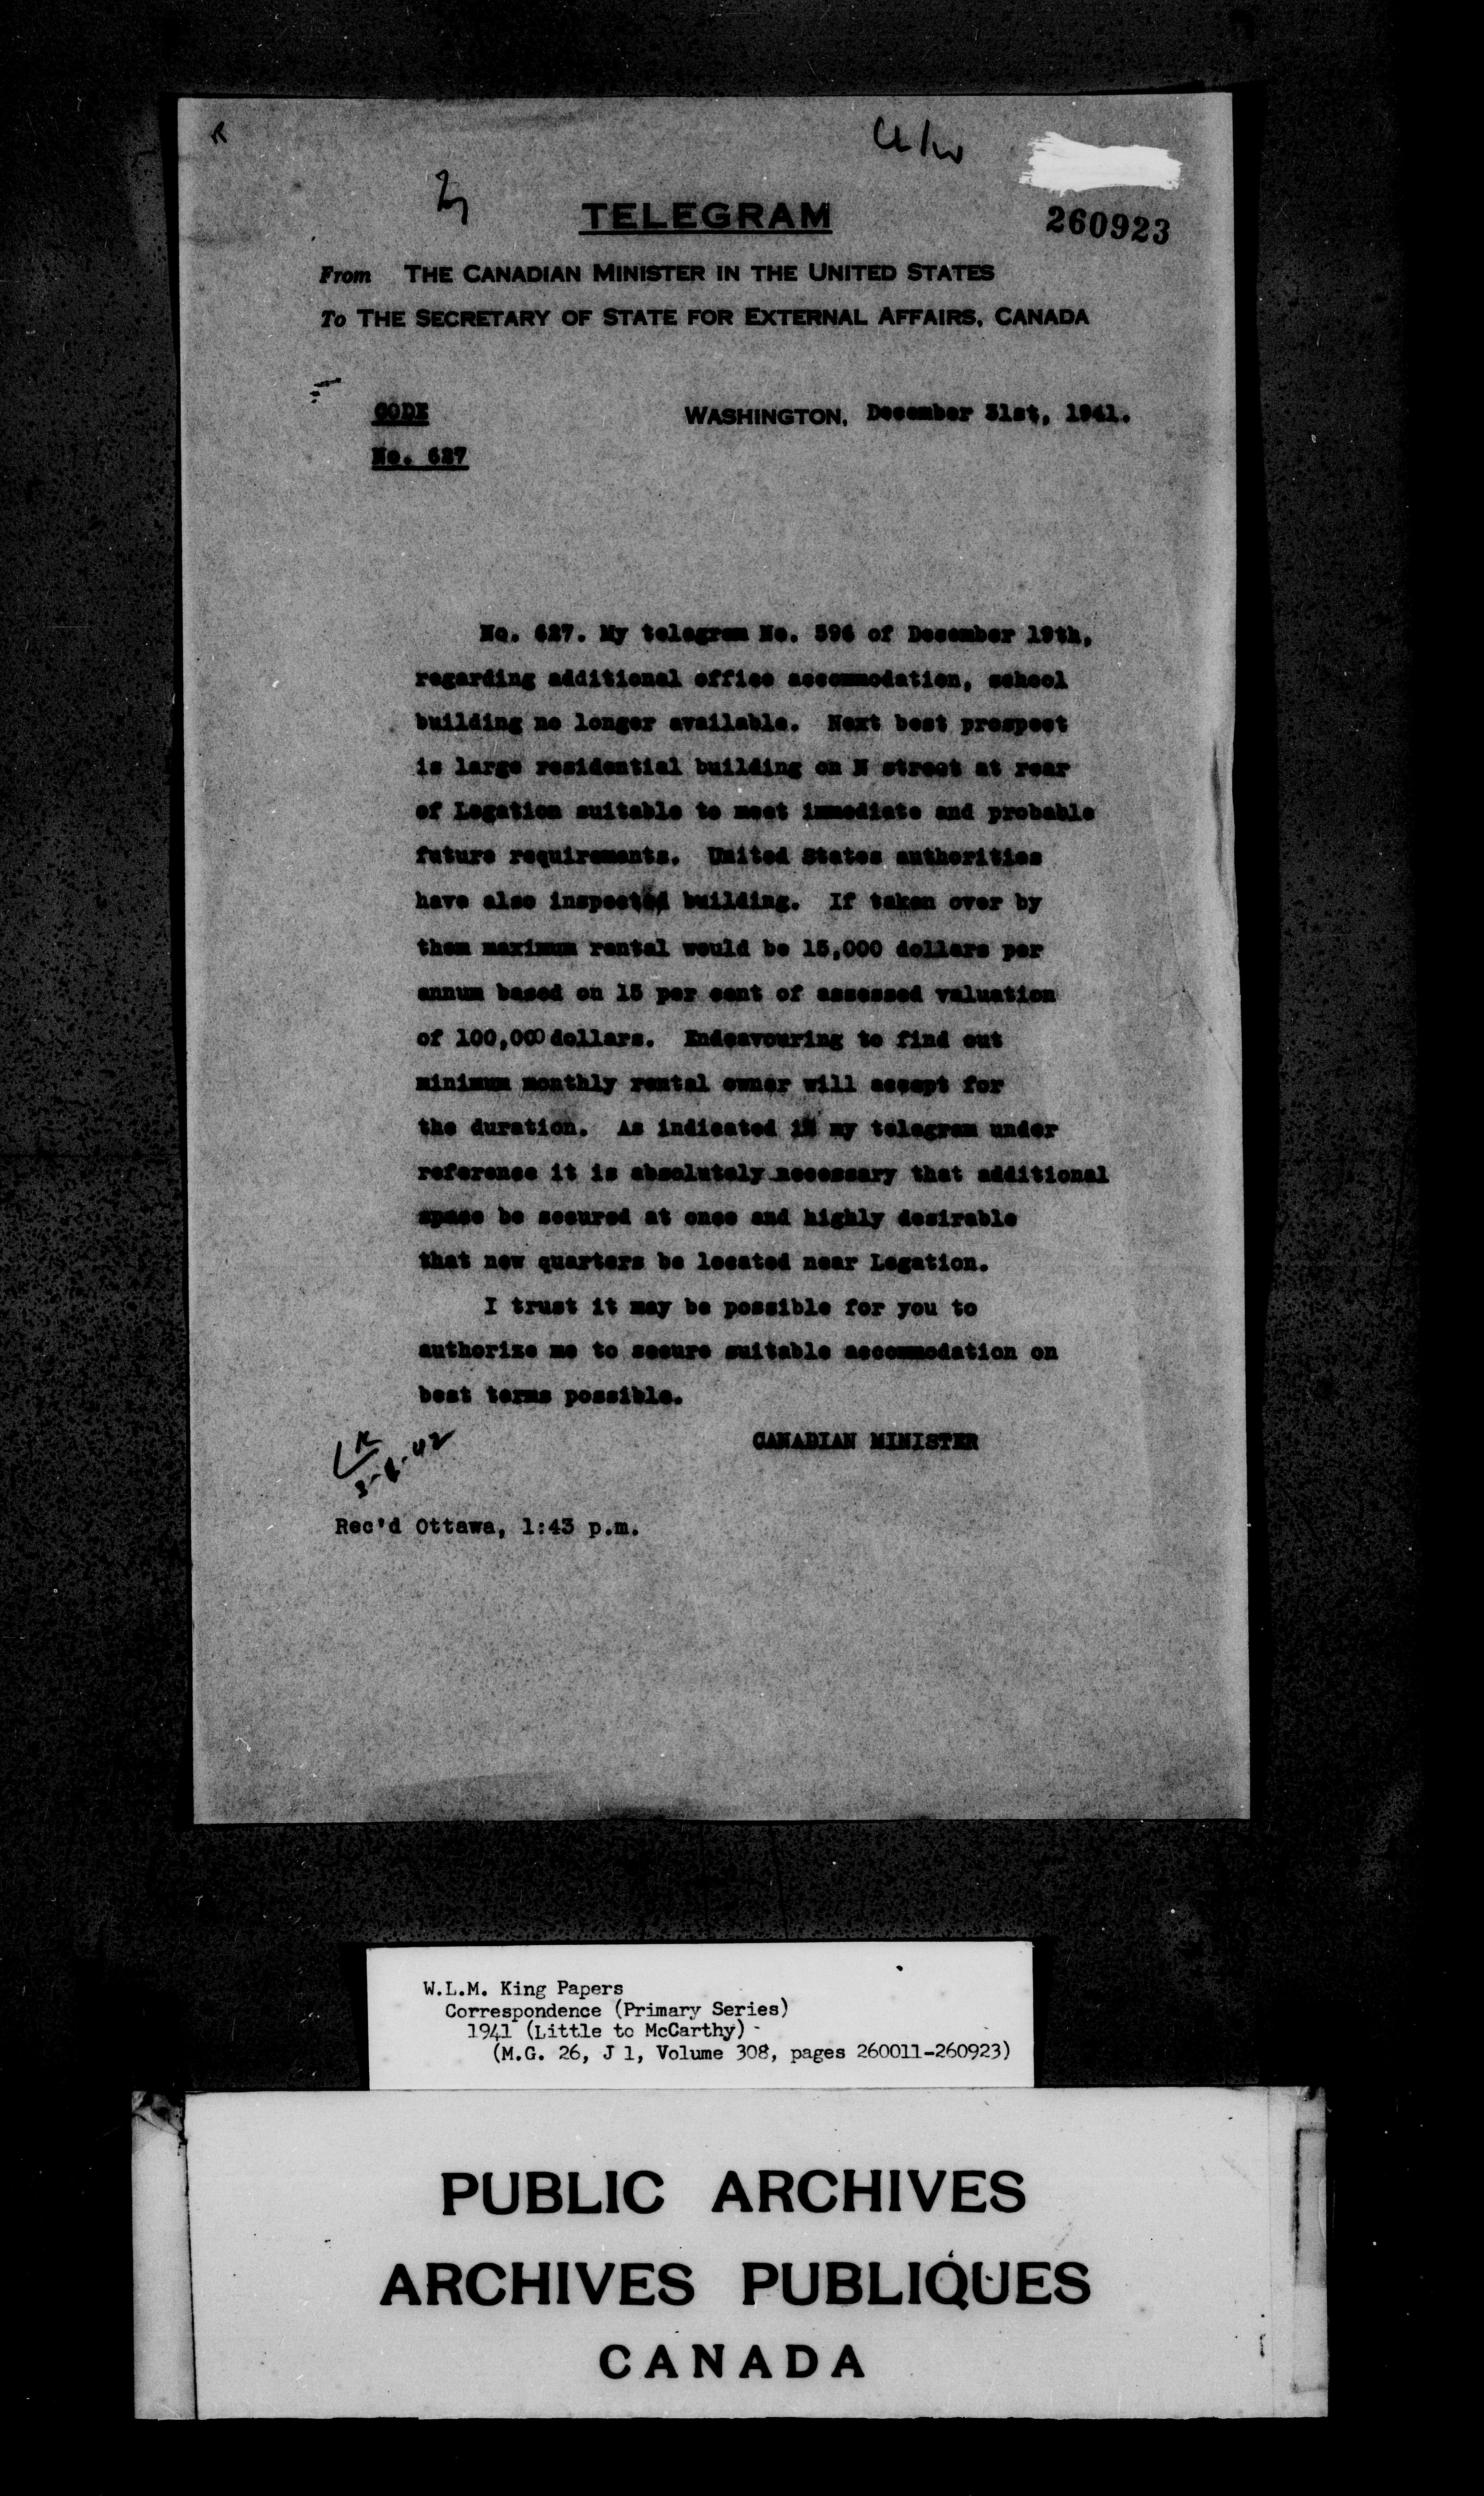 TELEGRAM
260923
From THE CANADIAN MINISTER IN THE UNITED STATES
To THE SECRETARY OF STATE FOR EXTERNAL AFFAIRS, CANADA
CODE
WASHINGTON, December 31st, 1941.
No. 627
No. 627. My telegram No. 596 of December 19th,
regarding additional office accommodation, school
building no longer available. Next best prospect
is large residential building on N street at rear
of Legation suitable to meet immediate and probable
future requirements. United States authorities
have also inspected building. If taken over by
them maximum rental would be 15,000 dollars per
annum based on 15 per cent of assessed valuation
of 100,000 dollars. Endeavouring to find out
minimum monthly rental owner will accept for
the duration. As indicated in my telegram under
reference it is absolutely necessary that additional
space be secured at once and highly desirable
that new quarters be located near Legation.
I trust it may be possible for you to
authorize me to secure suitable accommodation on
best terms possible.
CANADIAN MINISTER
3-1-42
Rec'd Ottawa, 1:43 p.m.
W.L.M. King Papers
Correspondence (Primary Series)
1941 (Little to McCarthy) -
(M.G. 26, J 1, Volume 308, pages 260011-260923)
PUBLIC ARCHIVES
ARCHIVES PUBLIQUES
CANADA